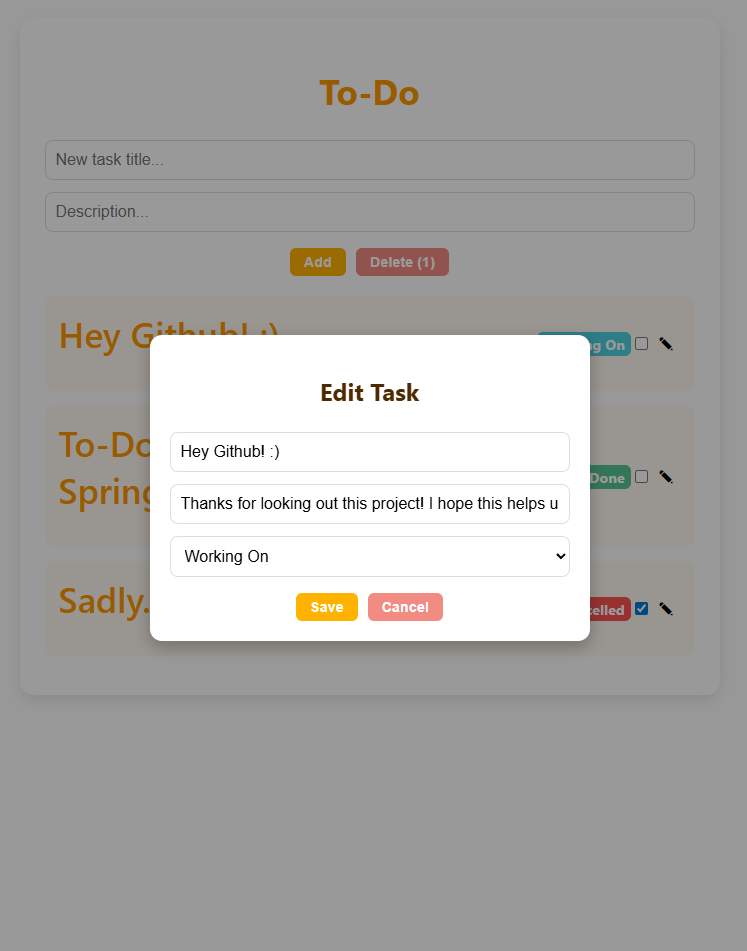 To-Do
New task title...
Description...
Add Delete (1)
Hey Github! :)
g On
Edit Task
Hey Github! :)
To-Do
Done
Spring
Thanks for looking out this project! I hope this helps u
Working On
Sadly.
Save Cancel
elled